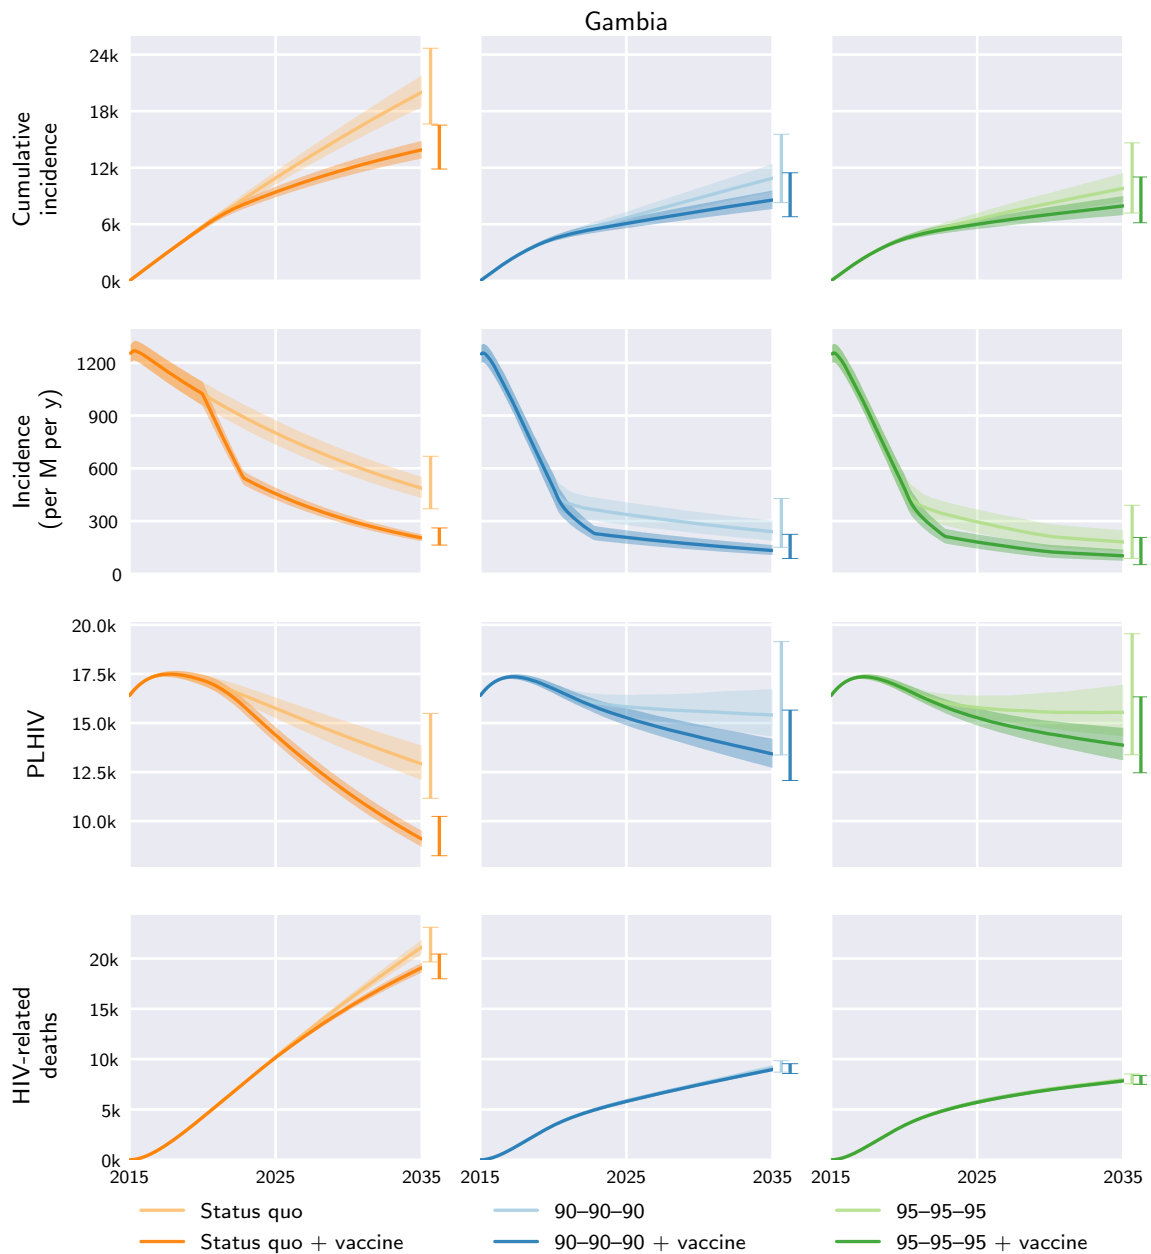 Gambia
Cumulative
incidence
24k
18k
12k
6k
0k
Incidence
(per M per y)
1200
900
600
300
0
PLHIV
20.0k
17.5k
15.0k
12.5k
10.0k
HIV-related
deaths
20k
15k
10k
5k
0k
2015 2025 2035 2015 2025 2035 2015 2025 2035
Status quo 90–90–90 95–95–95
Status quo + vaccine 90–90–90 + vaccine 95–95–95 + vaccine